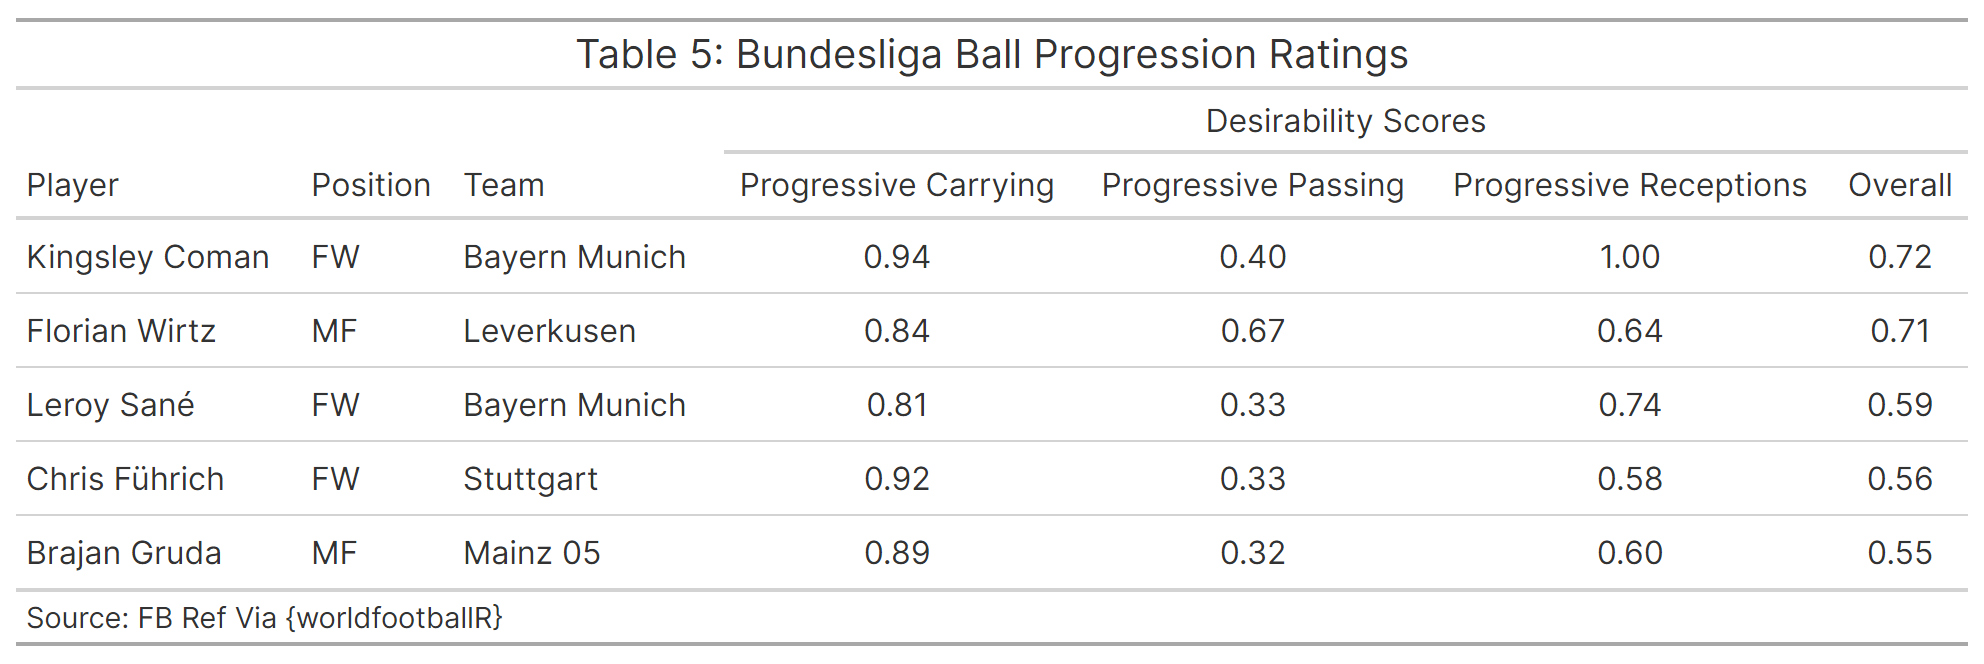 Table 5: Bundesliga Ball Progression Ratings
Desirability Scores
Player Position Team Progressive Carrying Progressive Passing Progressive Receptions Overall
Kingsley Coman FW Bayern Munich 0.94 0.40 1.00 0.72
Florian Wirtz MF Leverkusen 0.84 0.67 0.64 0.71
Leroy Sané FW Bayern Munich 0.81 0.33 0.74 0.59
Chris Führich FW Stuttgart 0.92 0.33 0.58 0.56
Brajan Gruda MF Mainz 05 0.89 0.32 0.60 0.55
Source: FB Ref Via {worldfootballR}